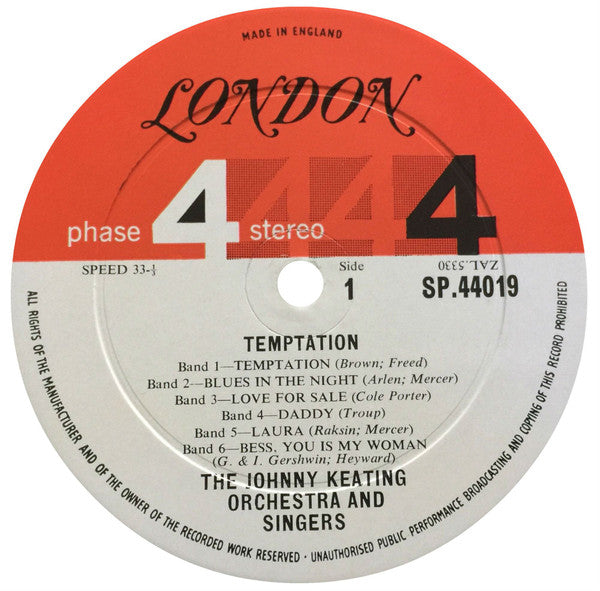 MADE IN ENGLAND
LONDON
phase 4 stereo 4 4 4
SPEED 33-⅓
Side
1
ZAL.5330
SP.44019
TEMPTATION
Band 1—TEMPTATION (Brown; Freed)
Band 2—BLUES IN THE NIGHT (Arlen; Mercer)
Band 3—LOVE FOR SALE (Cole Porter)
Band 4—DADDY (Troup)
Band 5—LAURA (Raksin; Mercer)
Band 6—BESS, YOU IS MY WOMAN
(G. & I. Gershwin; Heyward)
THE JOHNNY KEATING
ORCHESTRA AND
SINGERS
ALL RIGHTS OF THE MANUFACTURER AND OF THE OWNER OF THE RECORDED WORK RESERVED · UNAUTHORISED PUBLIC PERFORMANCE BROADCASTING AND COPYING OF THIS RECORD PROHIBITED